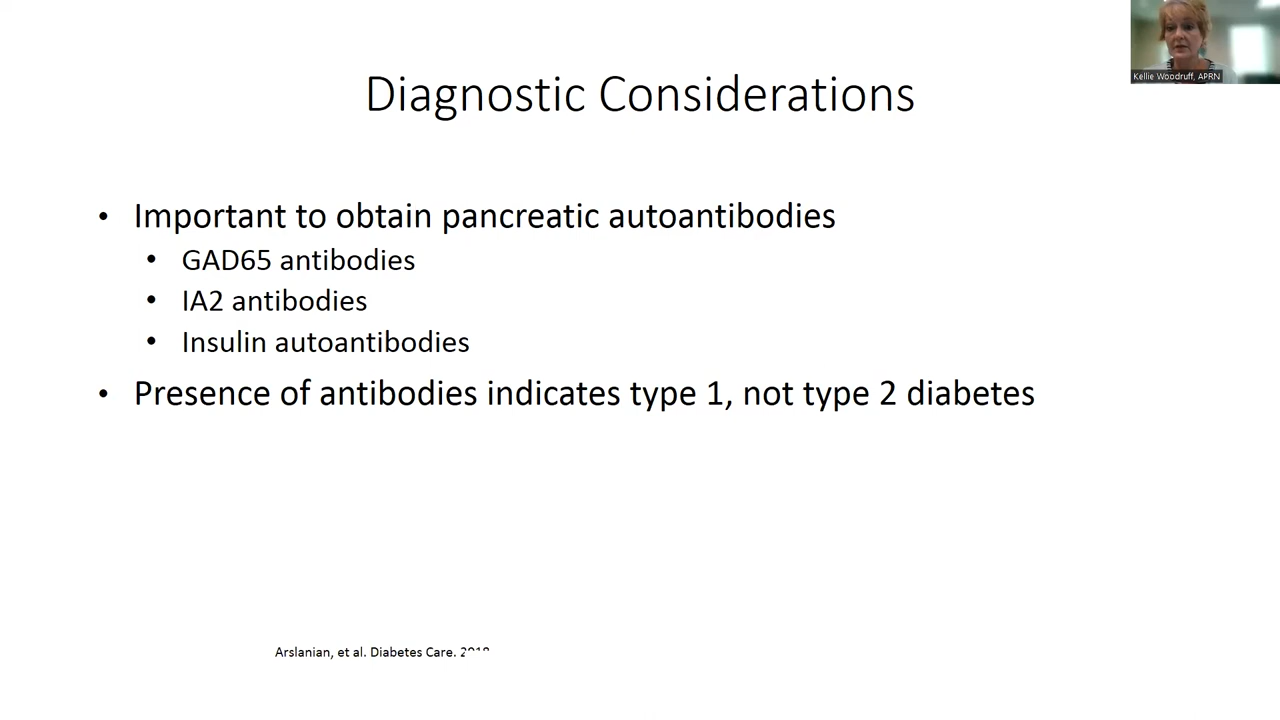 Kellie Woodruff, APRN
Diagnostic Considerations
• Important to obtain pancreatic autoantibodies
• GAD65 antibodies
• IA2 antibodies
• Insulin autoantibodies
• Presence of antibodies indicates type 1, not type 2 diabetes
Arslanian, et al. Diabetes Care.